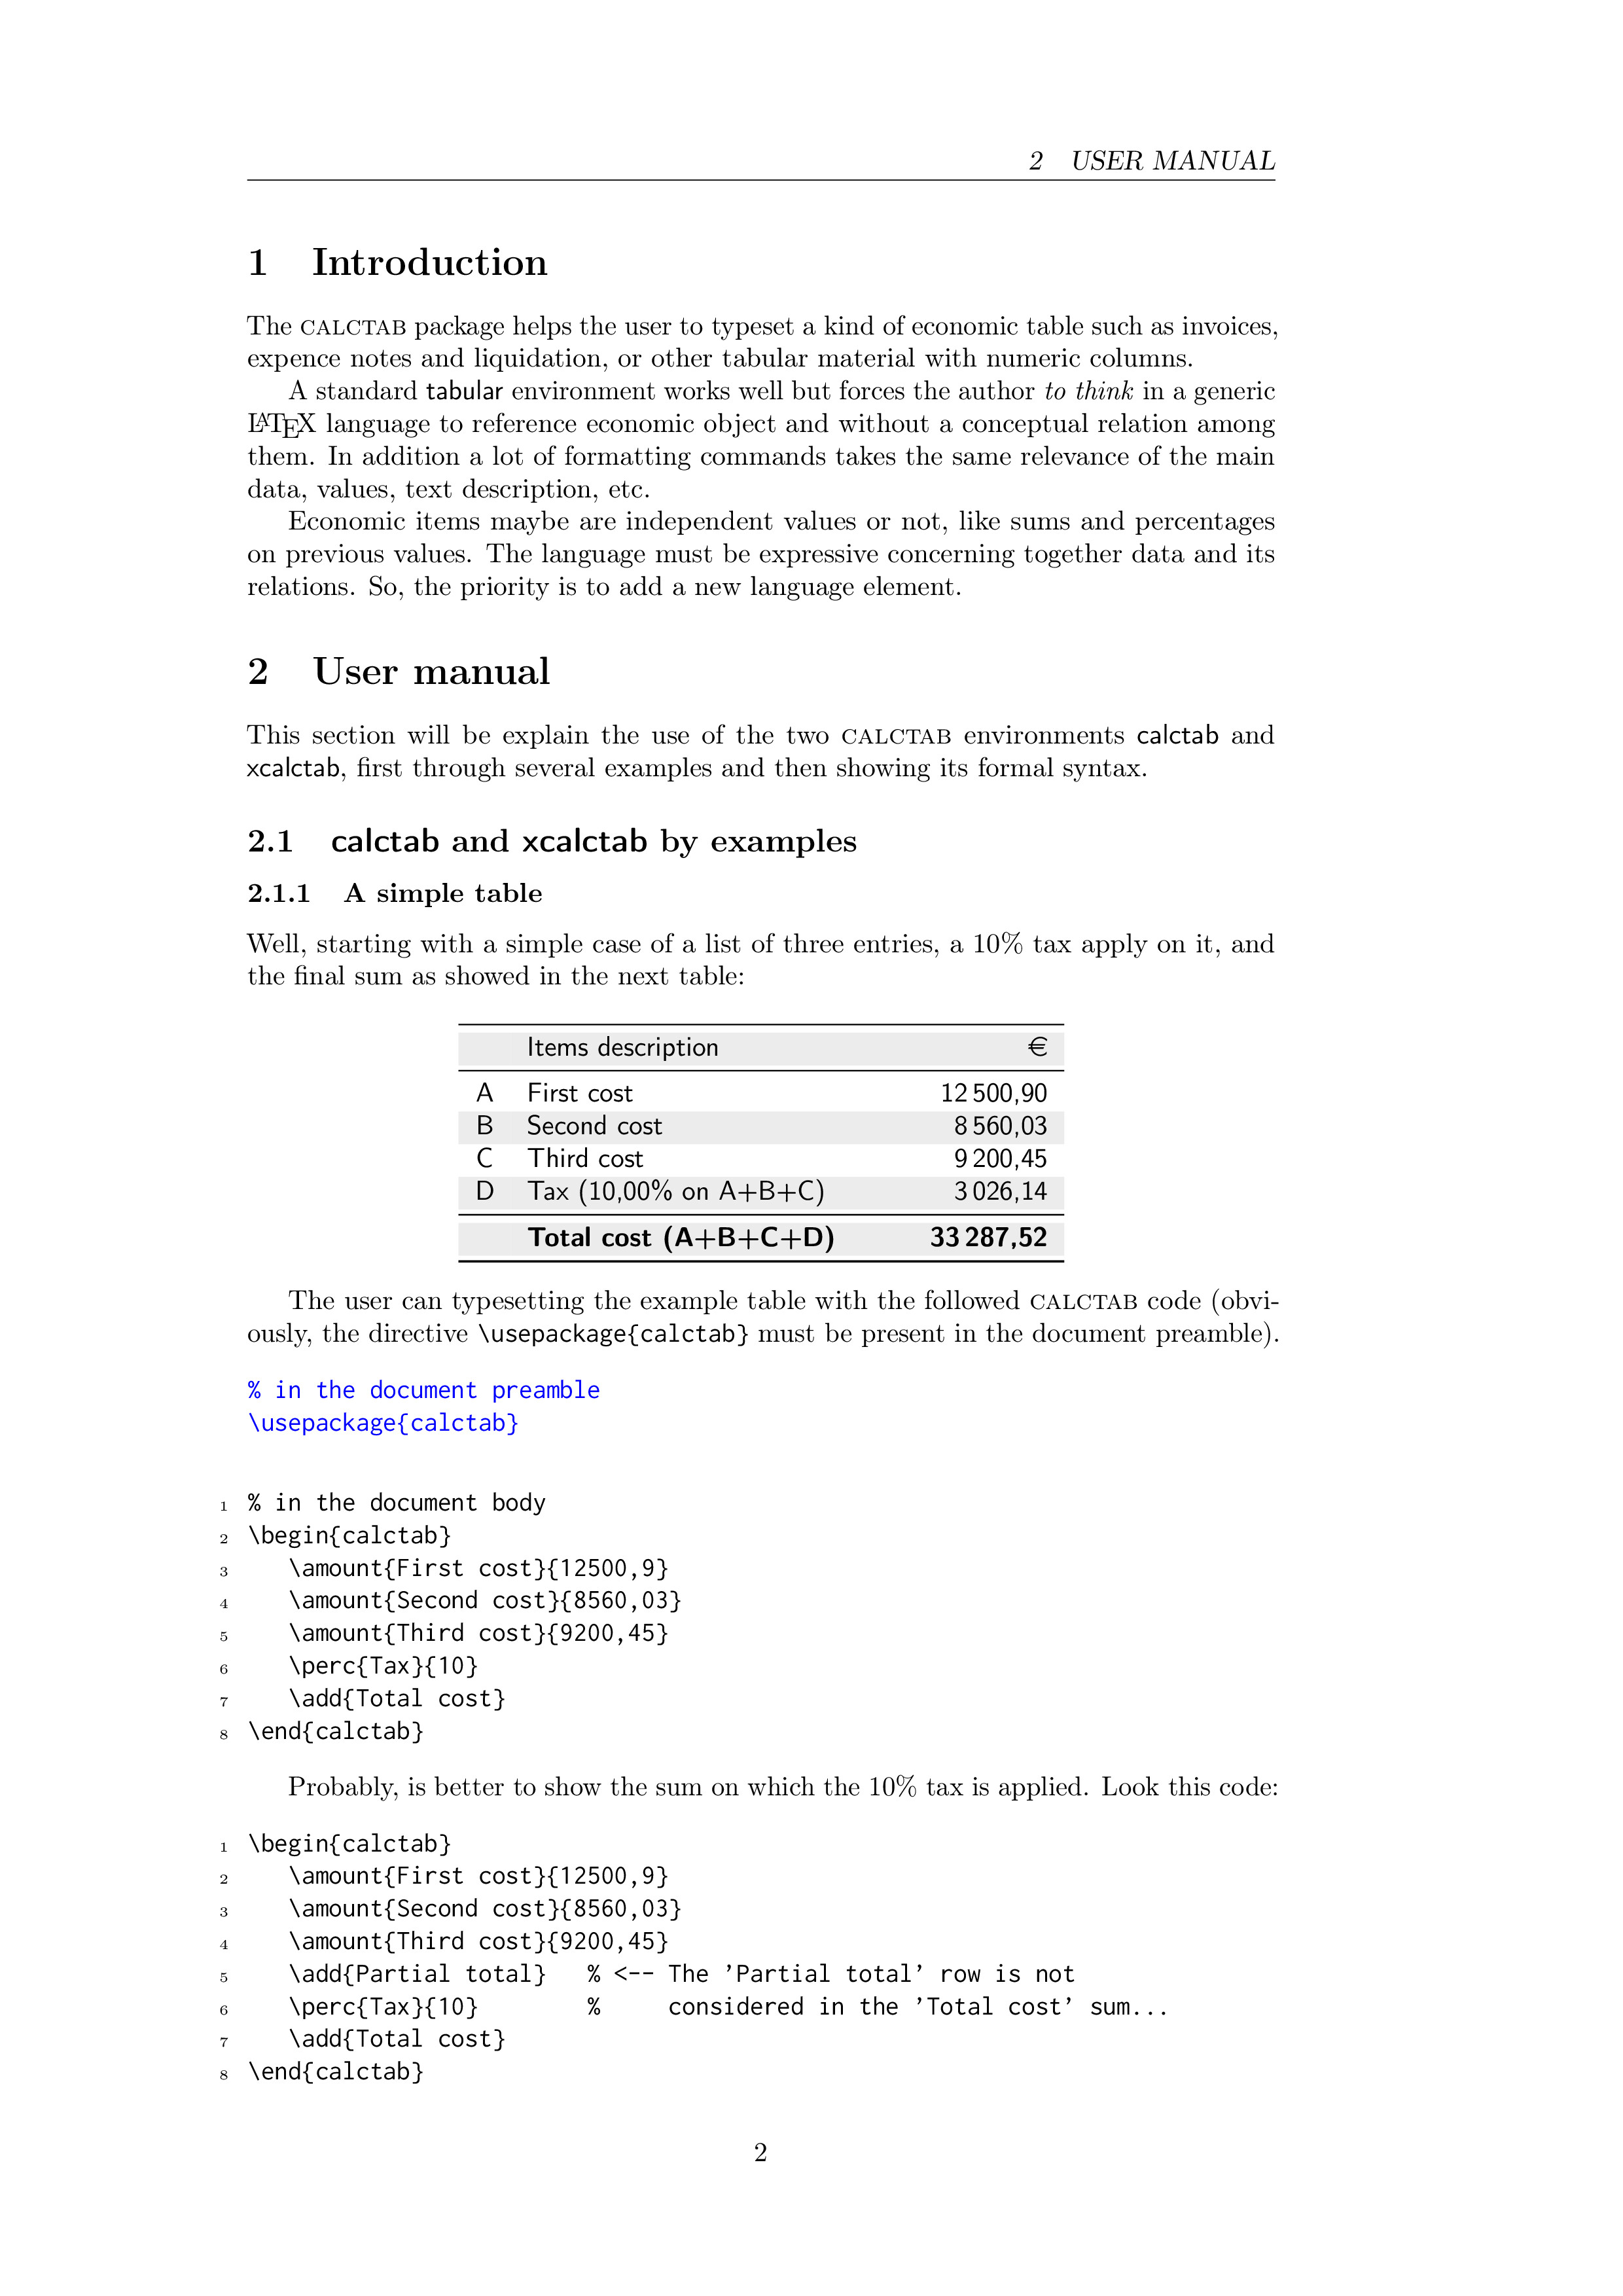 2 USER MANUAL
1 Introduction
The CALCTAB package helps the user to typeset a kind of economic table such as invoices,
expence notes and liquidation, or other tabular material with numeric columns.
A standard tabular environment works well but forces the author to think in a generic
LATEX language to reference economic object and without a conceptual relation among
them. In addition a lot of formatting commands takes the same relevance of the main
data, values, text description, etc.
Economic items maybe are independent values or not, like sums and percentages
on previous values. The language must be expressive concerning together data and its
relations. So, the priority is to add a new language element.
2 User manual
This section will be explain the use of the two CALCTAB environments calctab and
xcalctab, first through several examples and then showing its formal syntax.
2.1 calctab and xcalctab by examples
2.1.1 A simple table
Well, starting with a simple case of a list of three entries, a 10% tax apply on it, and
the final sum as showed in the next table:
Items description €
A First cost 12 500,90
B Second cost 8 560,03
C Third cost 9 200,45
D Tax (10,00% on A+B+C) 3 026,14
Total cost (A+B+C+D) 33 287,52
The user can typesetting the example table with the followed CALCTAB code (obvi-
ously, the directive \usepackage{calctab} must be present in the document preamble).
% in the document preamble
\usepackage{calctab}
1 % in the document body
2 \begin{calctab}
3 \amount{First cost}{12500,9}
4 \amount{Second cost}{8560,03}
5 \amount{Third cost}{9200,45}
6 \perc{Tax}{10}
7 \add{Total cost}
8 \end{calctab}
Probably, is better to show the sum on which the 10% tax is applied. Look this code:
1 \begin{calctab}
2 \amount{First cost}{12500,9}
3 \amount{Second cost}{8560,03}
4 \amount{Third cost}{9200,45}
5 \add{Partial total} % <-- The ’Partial total’ row is not
6 \perc{Tax}{10} % considered in the ’Total cost’ sum...
7 \add{Total cost}
8 \end{calctab}
2